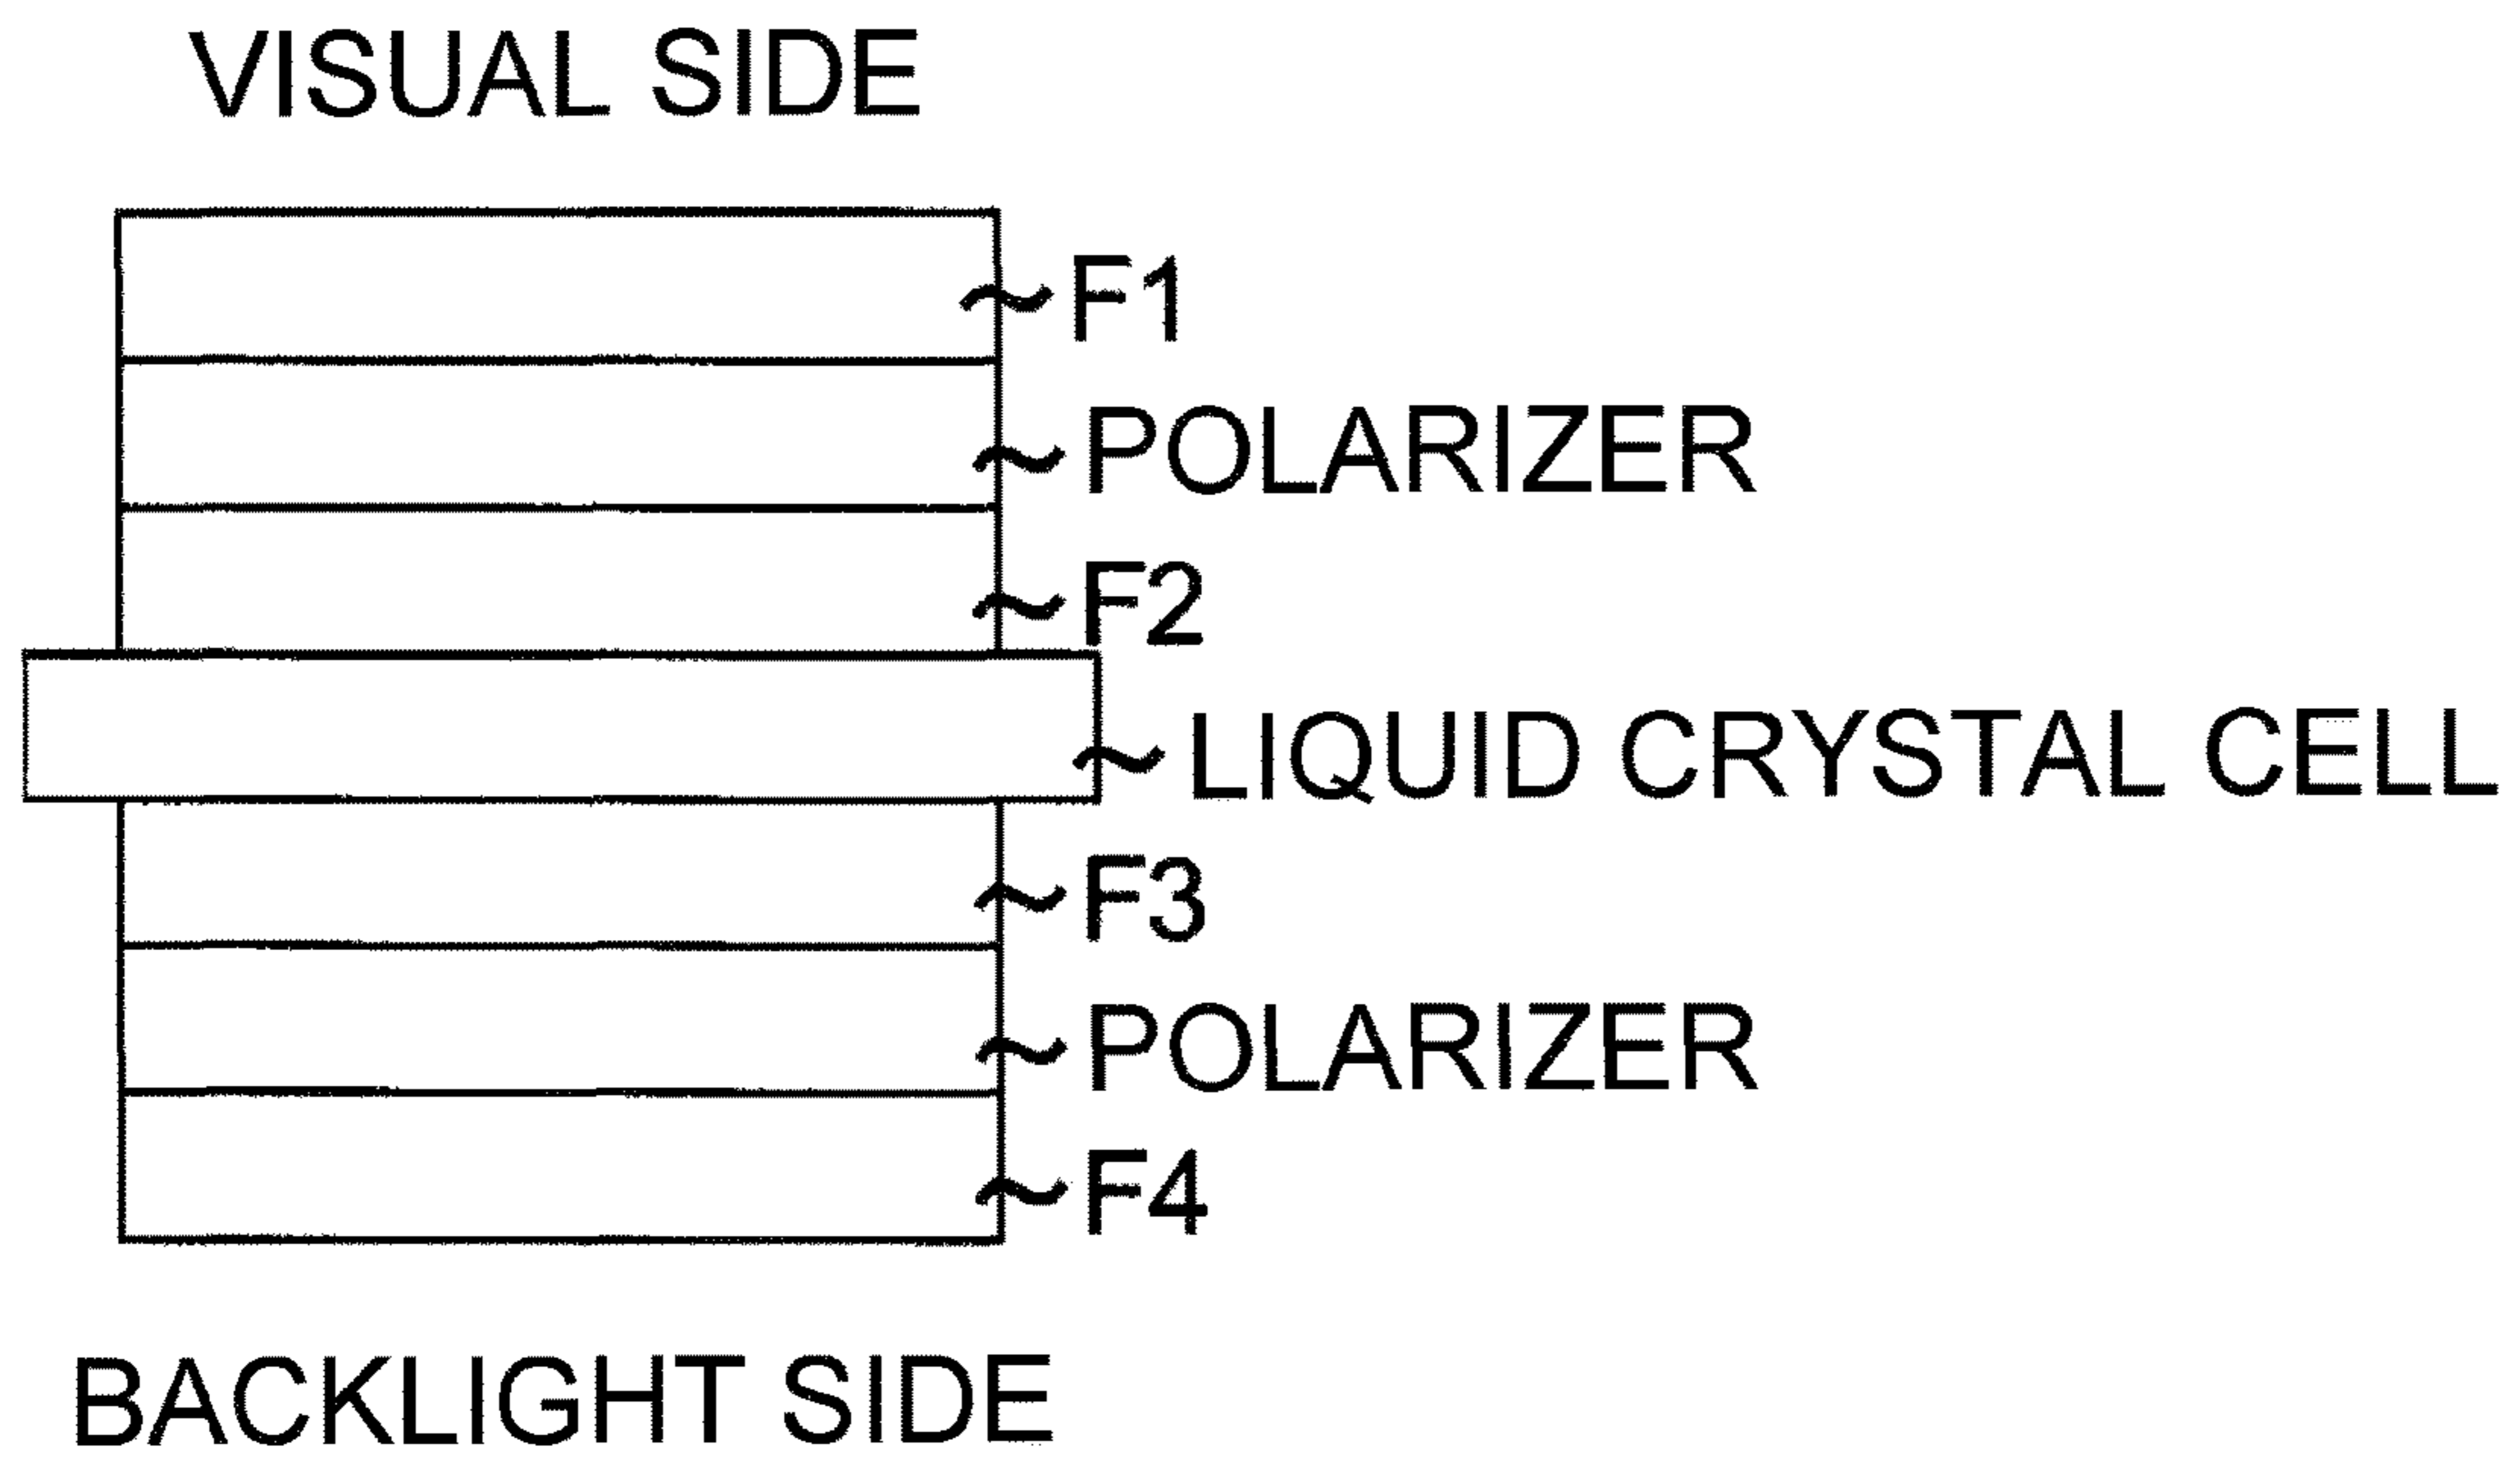 VISUAL SIDE
F1
POLARIZER
F2
LIQUID CRYSTAL CELL
F3
POLARIZER
F4
BACKLIGHT SIDE